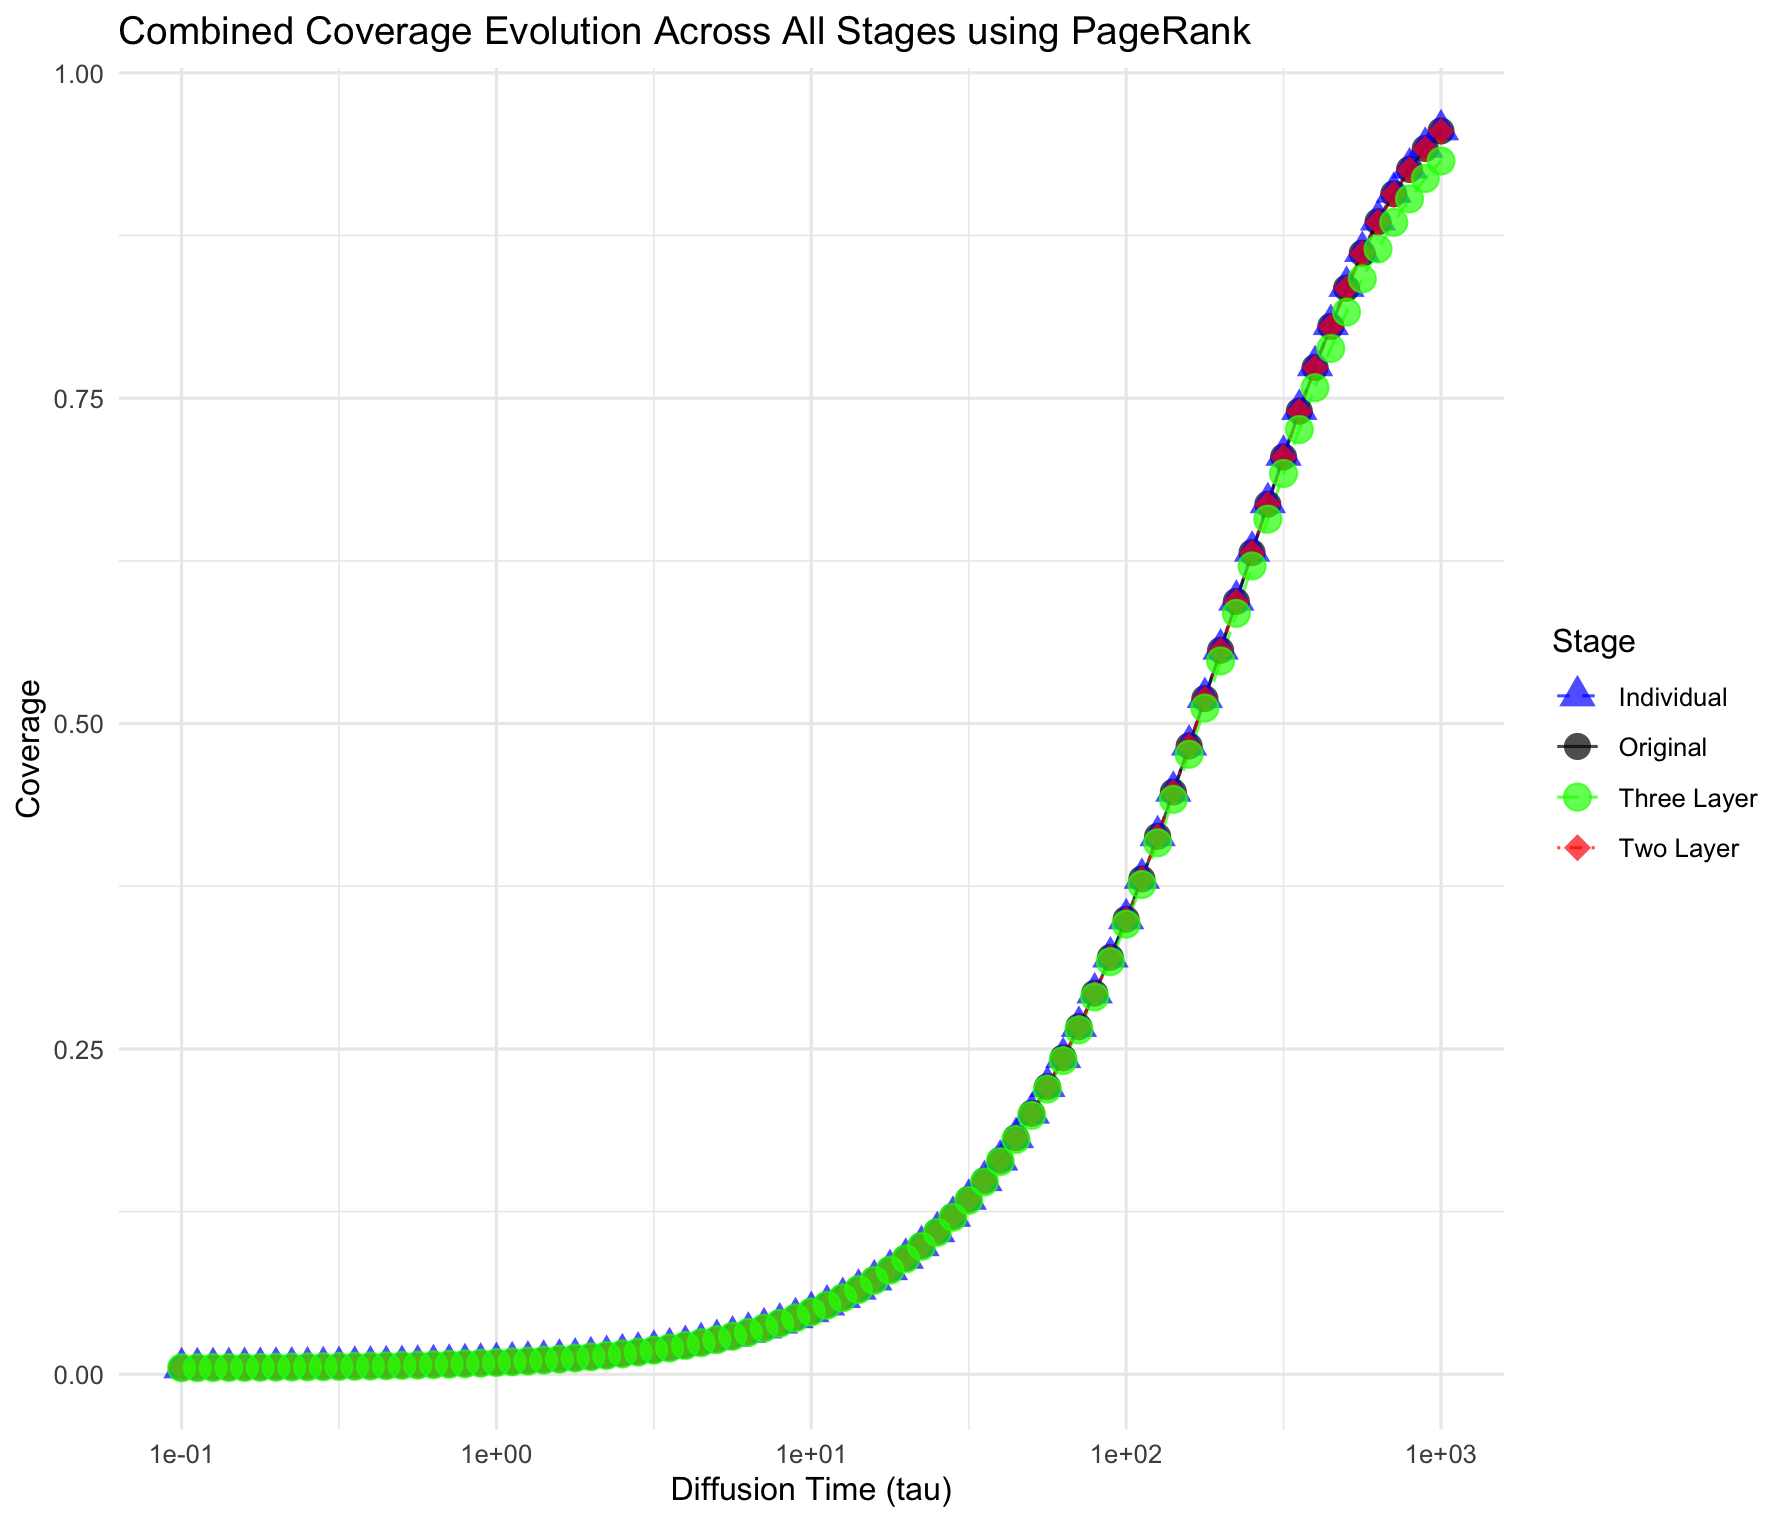 Combined Coverage Evolution Across All Stages using PageRank
1.00
0.75
0.50
0.25
0.00
Coverage
1e-01
1e+00
1e+01
1e+02
1e+03
Diffusion Time (tau)
Stage
Individual
Original
Three Layer
Two Layer